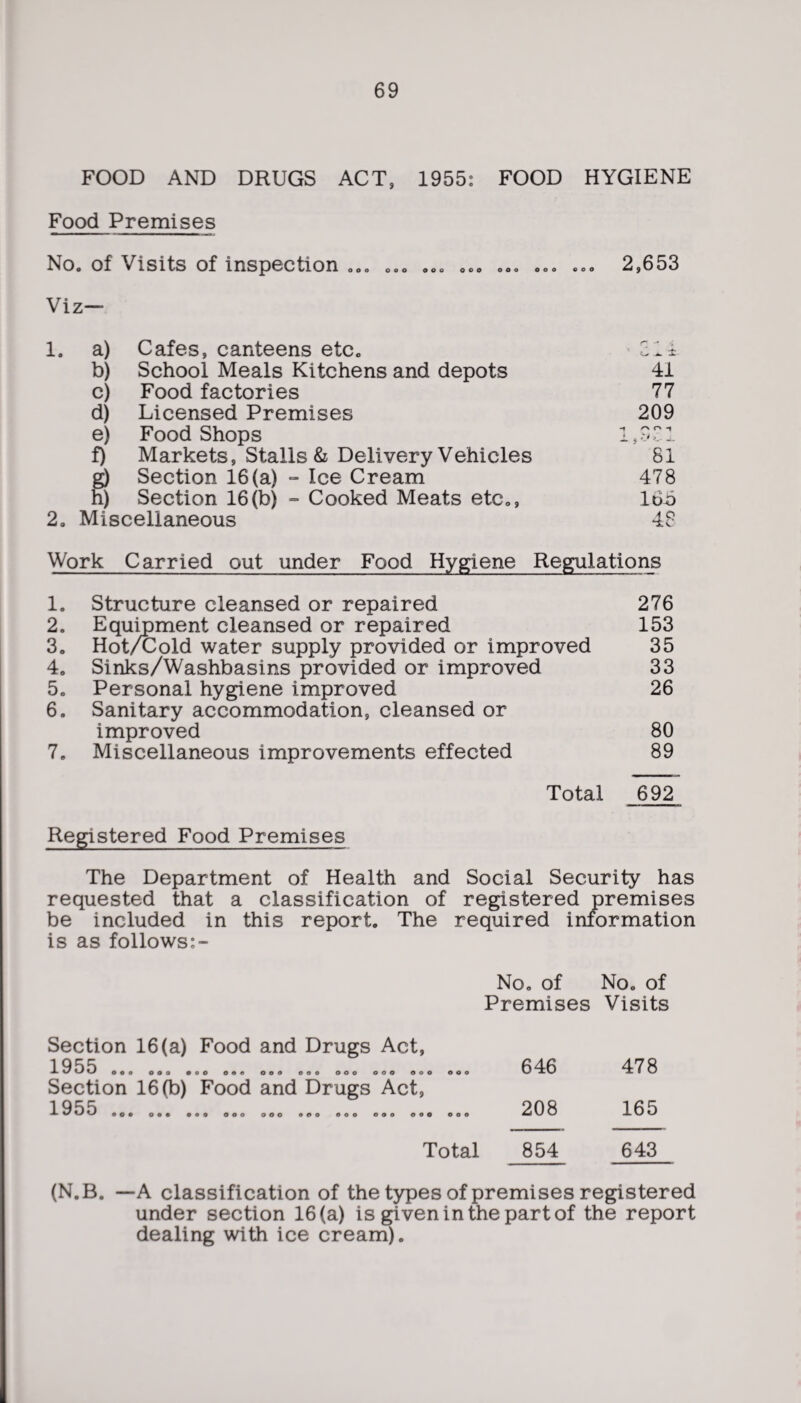 69
FOOD AND DRUGS ACT, 1955: FOOD HYGIENE
Food Premises
No. of Visits of inspection ... ... ... ... ... ... ... 2,653
Viz—
1. a) Cafes, canteens etc.
b) School Meals Kitchens and depots 41
c) Food factories 77
d) Licensed Premises 209
e) Food Shops
f) Markets, Stalls & Delivery Vehicles 81
g) Section 16(a) - Ice Cream 478
h) Section 16(b) - Cooked Meats etc., 165
2. Miscellaneous 48
Work Carried out under Food Hygiene Regulations
1. Structure cleansed or repaired 276
2. Equipment cleansed or repaired 153
3. Hot/Cold water supply provided or improved 35
4. Sinks/Washbasins provided or improved 33
5. Personal hygiene improved 26
6. Sanitary accommodation, cleansed or
improved 80
7. Miscellaneous improvements effected 89
Total 692
Registered Food Premises
The Department of Health and Social Security has
requested that a classification of registered premises
be included in this report. The required information
is as follows:-
No. of No. of
Premises Visits
Section 16(a) Food and Drugs Act,
1955 ... ... ... ... ... ... ... ... ... ... 646 478
Section 16(b) Food and Drugs Act,
1955 ... ... ... ... ... ... ... ... ... ... 208 165
Total 854 643
(N.B. —A classification of the types of premises registered
under section 16(a) is given in the part of the report
dealing with ice cream).